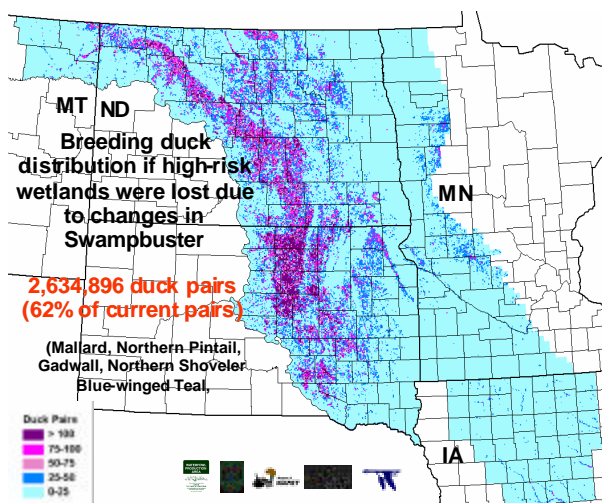 MT ND
Breeding duck
distribution if high-risk
wetlands were lost due
to changes in
Swampbuster
MN
2,634,896 duck pairs
(62% of current pairs)
(Mallard, Northern Pintail,
Gadwall, Northern Shoveler
Blue-winged Teal,
IA
Duck Pairs
> 100
75-100
50-75
25-50
0-25